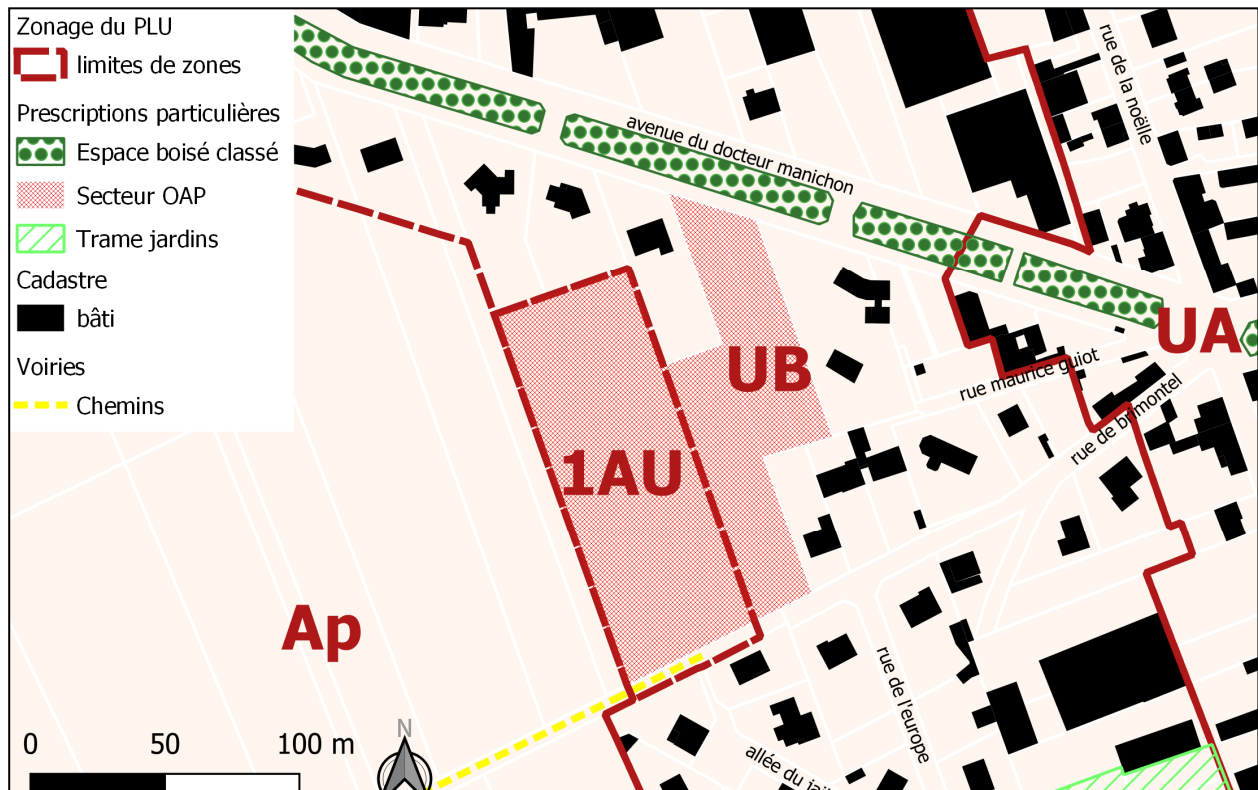 Zonage du PLU
limites de zones
Prescriptions particulières
Espace boisé classé
Secteur OAP
Trame jardins
Cadastre
bâti
Voiries
Chemins
rue de la noëlle
avenue du docteur manichon
UA
UB
rue maurice guiot
rue de brimontel
1AU
Ap
rue de l'europe
allée du
N
0 50 100 m